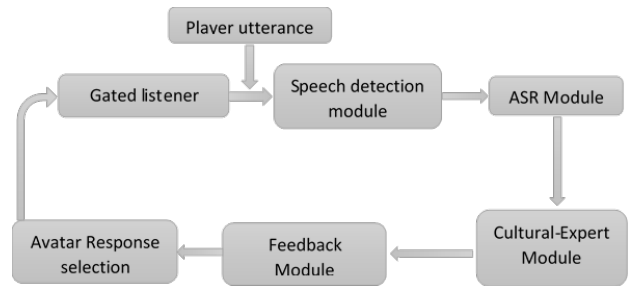 Plaver utterance
Gated listener
Speech detection
module
ASR Module
Cultural-Expert
Module
Feedback
Module
Avatar Response
selection